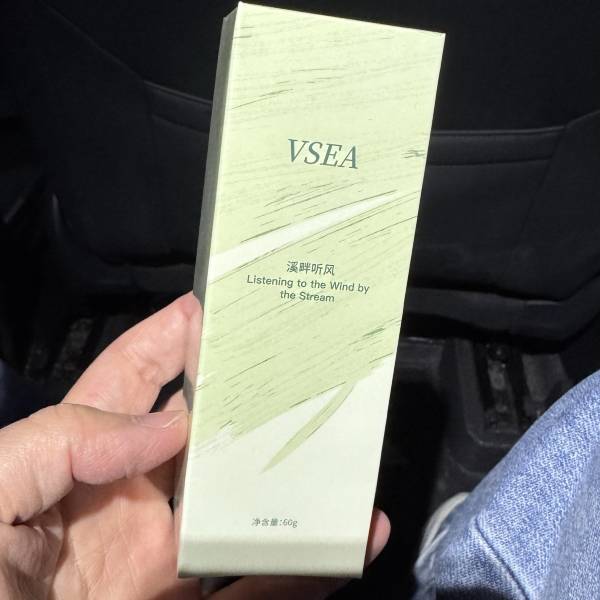 VSEA
溪畔听风
Listening to the Wind by
the Stream
净含量:60g